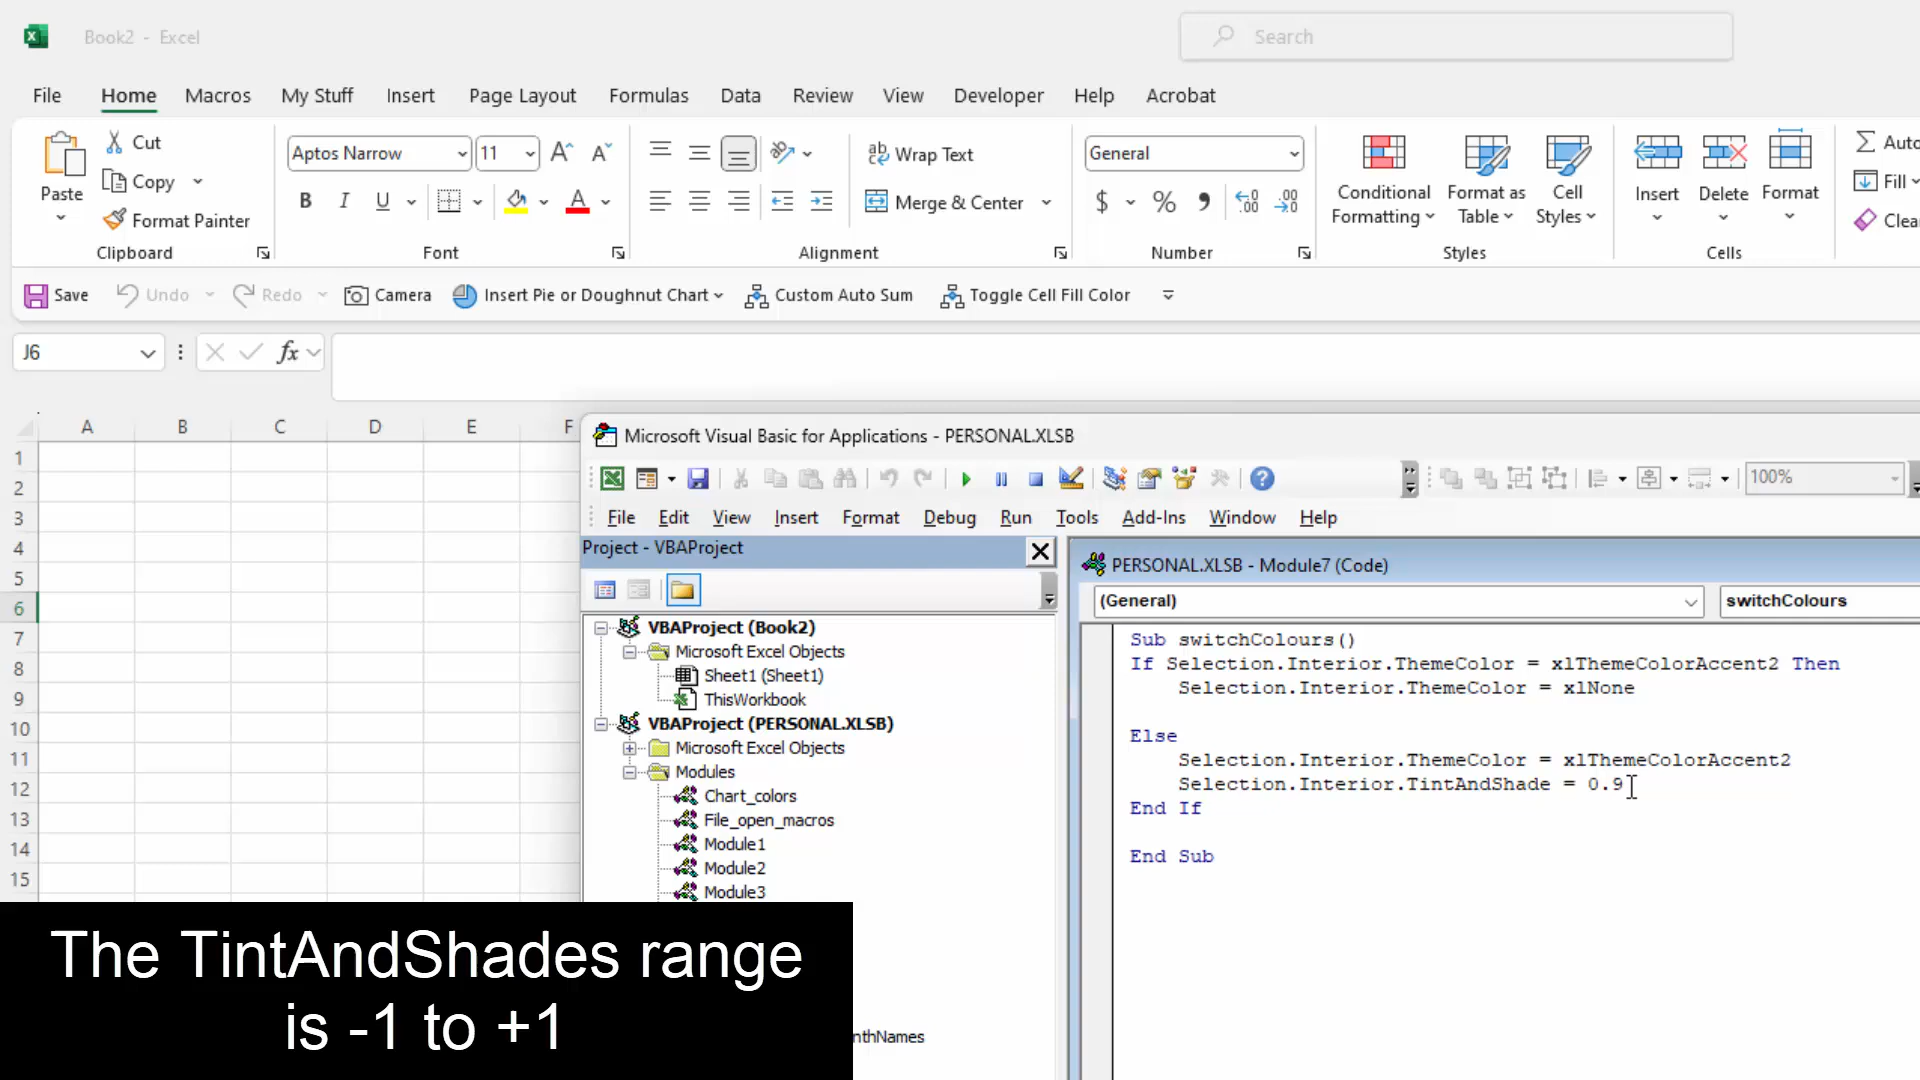 Book2 - Excel
Search
File Home Macros My Stuff Insert Page Layout Formulas Data Review View Developer Help Acrobat
Paste
Cut
Copy
Format Painter
Clipboard
Aptos Narrow 11
B I U
Font
Wrap Text
Merge & Center
Alignment
General
$ %
Number
Conditional Formatting
Format as Table
Cell Styles
Styles
Insert Delete Format
Cells
Auto
Fill
Clea
Save Undo Redo Camera Insert Pie or Doughnut Chart Custom Auto Sum Toggle Cell Fill Color
J6 fx
A B C D E F
1
2
3
4
5
6
7
8
9
10
11
12
13
14
15
Microsoft Visual Basic for Applications - PERSONAL.XLSB
100%
File Edit View Insert Format Debug Run Tools Add-Ins Window Help
Project - VBAProject
VBAProject (Book2)
Microsoft Excel Objects
Sheet1 (Sheet1)
ThisWorkbook
VBAProject (PERSONAL.XLSB)
Microsoft Excel Objects
Modules
Chart_colors
File_open_macros
Module1
Module2
Module3
nthNames
PERSONAL.XLSB - Module7 (Code)
(General) switchColours
Sub switchColours()
If Selection.Interior.ThemeColor = xlThemeColorAccent2 Then
Selection.Interior.ThemeColor = xlNone
Else
Selection.Interior.ThemeColor = xlThemeColorAccent2
Selection.Interior.TintAndShade = 0.9
End If
End Sub
The TintAndShades range
is -1 to +1